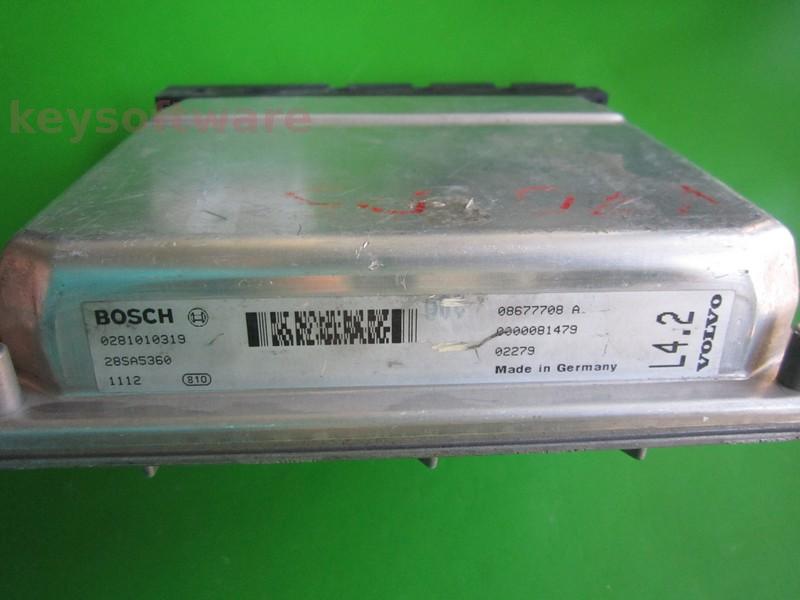 keysoftware
BOSCH
0281010319
28SA5360
1112 810
08677708 A.
0000081479
02279
Made in Germany
L4.2
VOLVO